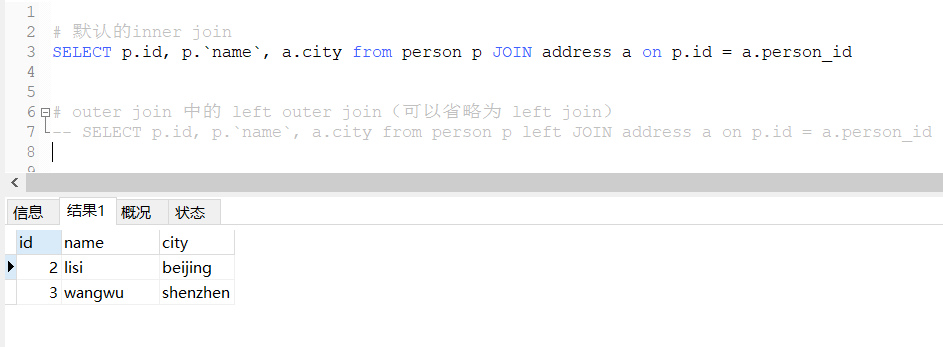 1
2 # 默认的inner join
3 SELECT p.id, p.`name`, a.city from person p JOIN address a on p.id = a.person_id
4
5
6 # outer join 中的 left outer join（可以省略为 left join）
7 -- SELECT p.id, p.`name`, a.city from person p left JOIN address a on p.id = a.person_id
8
9
信息 结果1 概况 状态
id name city
2 lisi beijing
3 wangwu shenzhen